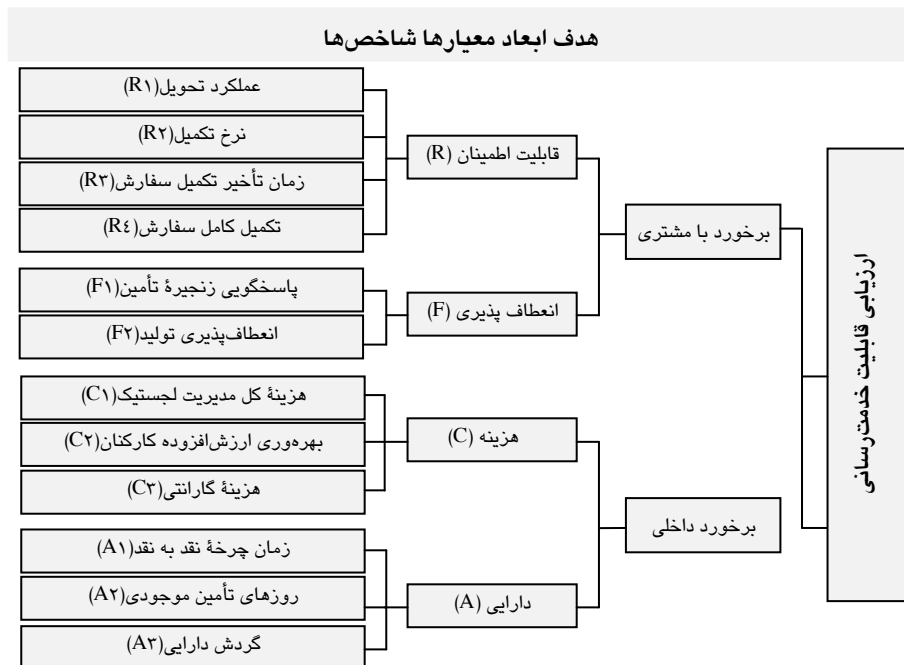 هدف ابعاد معیارها شاخص‌ها
ارزیابی قابلیت خدمت‌رسانی
برخورد با مشتری
قابلیت اطمینان (R)
عملکرد تحویل(R۱)
نرخ تکمیل(R۲)
زمان تأخیر تکمیل سفارش(R۳)
تکمیل کامل سفارش(R٤)
انعطاف پذیری (F)
پاسخگویی زنجیرهٔ تأمین(F۱)
انعطاف‌پذیری تولید(F۲)
برخورد داخلی
هزینه (C)
هزینهٔ کل مدیریت لجستیک(C۱)
بهره‌وری ارزش‌افزوده کارکنان(C۲)
هزینهٔ گارانتی(C۳)
دارایی (A)
زمان چرخهٔ نقد به نقد(A۱)
روزهای تأمین موجودی(A۲)
گردش دارایی(A۳)